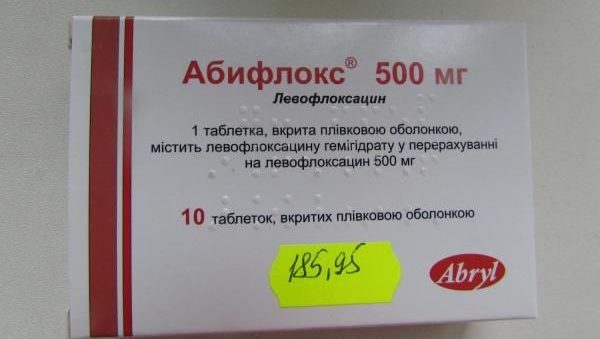 Абифлокс® 500 мг
Левофлоксацин
1 таблетка, вкрита плівковою оболонкою,
містить левофлоксацину гемігідрату у перерахуванні
на левофлоксацин 500 мг
10 таблеток, вкритих плівковою оболонкою
185,95
Abryl